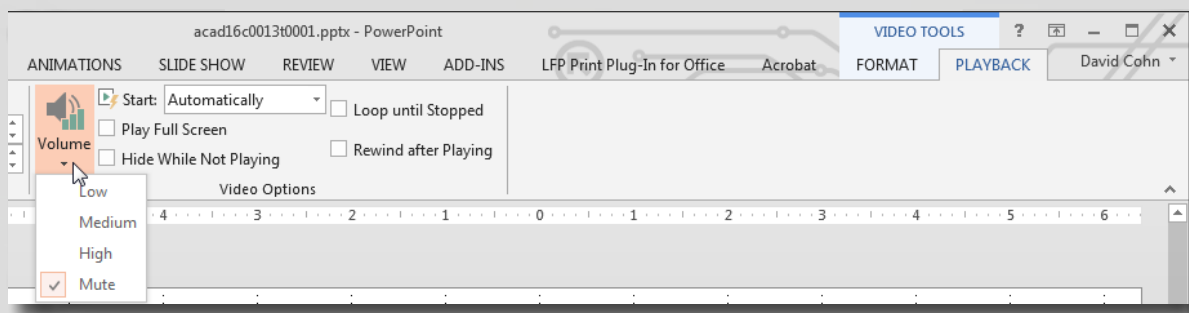 acad16c0013t0001.pptx - PowerPoint
VIDEO TOOLS
?
ANIMATIONS SLIDE SHOW REVIEW VIEW ADD-INS LFP Print Plug-In for Office Acrobat FORMAT PLAYBACK David Cohn
Start: Automatically
Loop until Stopped
Play Full Screen
Volume
Rewind after Playing
Hide While Not Playing
Video Options
Low
Medium
High
Mute
4 3 2 1 0 1 2 3 4 5 6